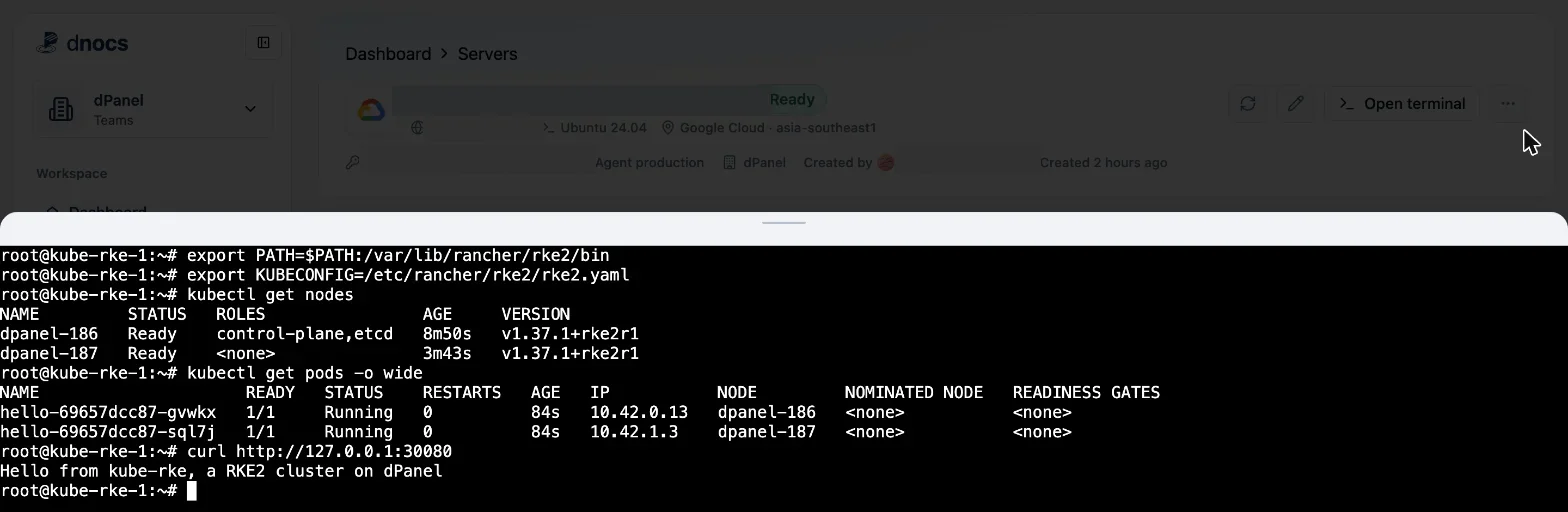 dnocs
Dashboard > Servers
dPanel
Teams
Ready
Open terminal
Ubuntu 24.04
Google Cloud · asia-southeast1
Agent production
dPanel
Created by
Created 2 hours ago
Workspace
Dashboard
root@kube-rke-1:~# export PATH=$PATH:/var/lib/rancher/rke2/bin
root@kube-rke-1:~# export KUBECONFIG=/etc/rancher/rke2/rke2.yaml
root@kube-rke-1:~# kubectl get nodes
NAME STATUS ROLES AGE VERSION
dpanel-186 Ready control-plane,etcd 8m50s v1.37.1+rke2r1
dpanel-187 Ready <none> 3m43s v1.37.1+rke2r1
root@kube-rke-1:~# kubectl get pods -o wide
NAME READY STATUS RESTARTS AGE IP NODE NOMINATED NODE READINESS GATES
hello-69657dcc87-gvwkx 1/1 Running 0 84s 10.42.0.13 dpanel-186 <none> <none>
hello-69657dcc87-sql7j 1/1 Running 0 84s 10.42.1.3 dpanel-187 <none> <none>
root@kube-rke-1:~# curl http://127.0.0.1:30080
Hello from kube-rke, a RKE2 cluster on dPanel
root@kube-rke-1:~#